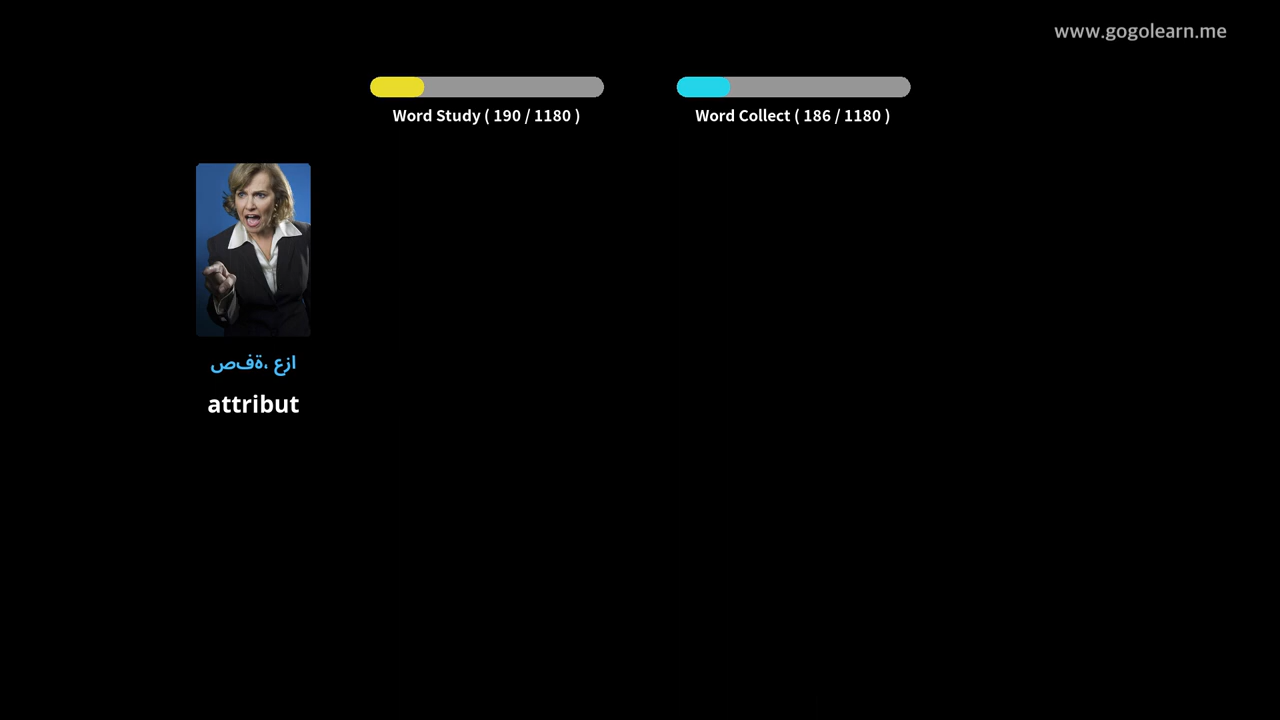 www.gogolearn.me
Word Study ( 190 / 1180 )
Word Collect ( 186 / 1180 )
ازع ،ةفص
attribut